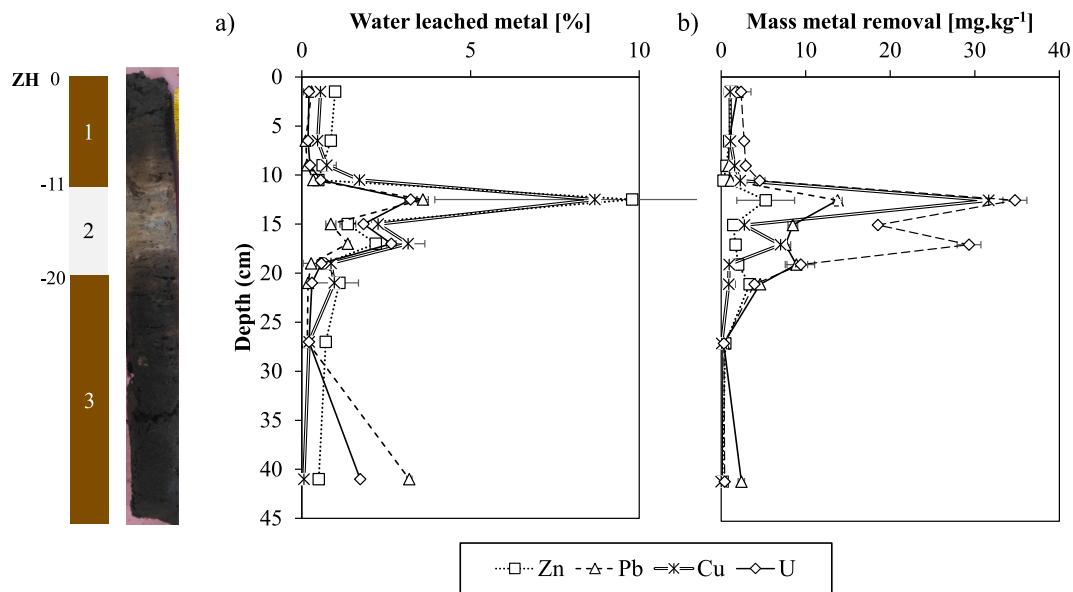 a) Water leached metal [%]
b) Mass metal removal [mg.kg⁻¹]
0 5 10
0 10 20 30 40
ZH 0
1
-11
2
-20
3
Depth (cm)
0
5
10
15
20
25
30
35
40
45
Zn Pb Cu U